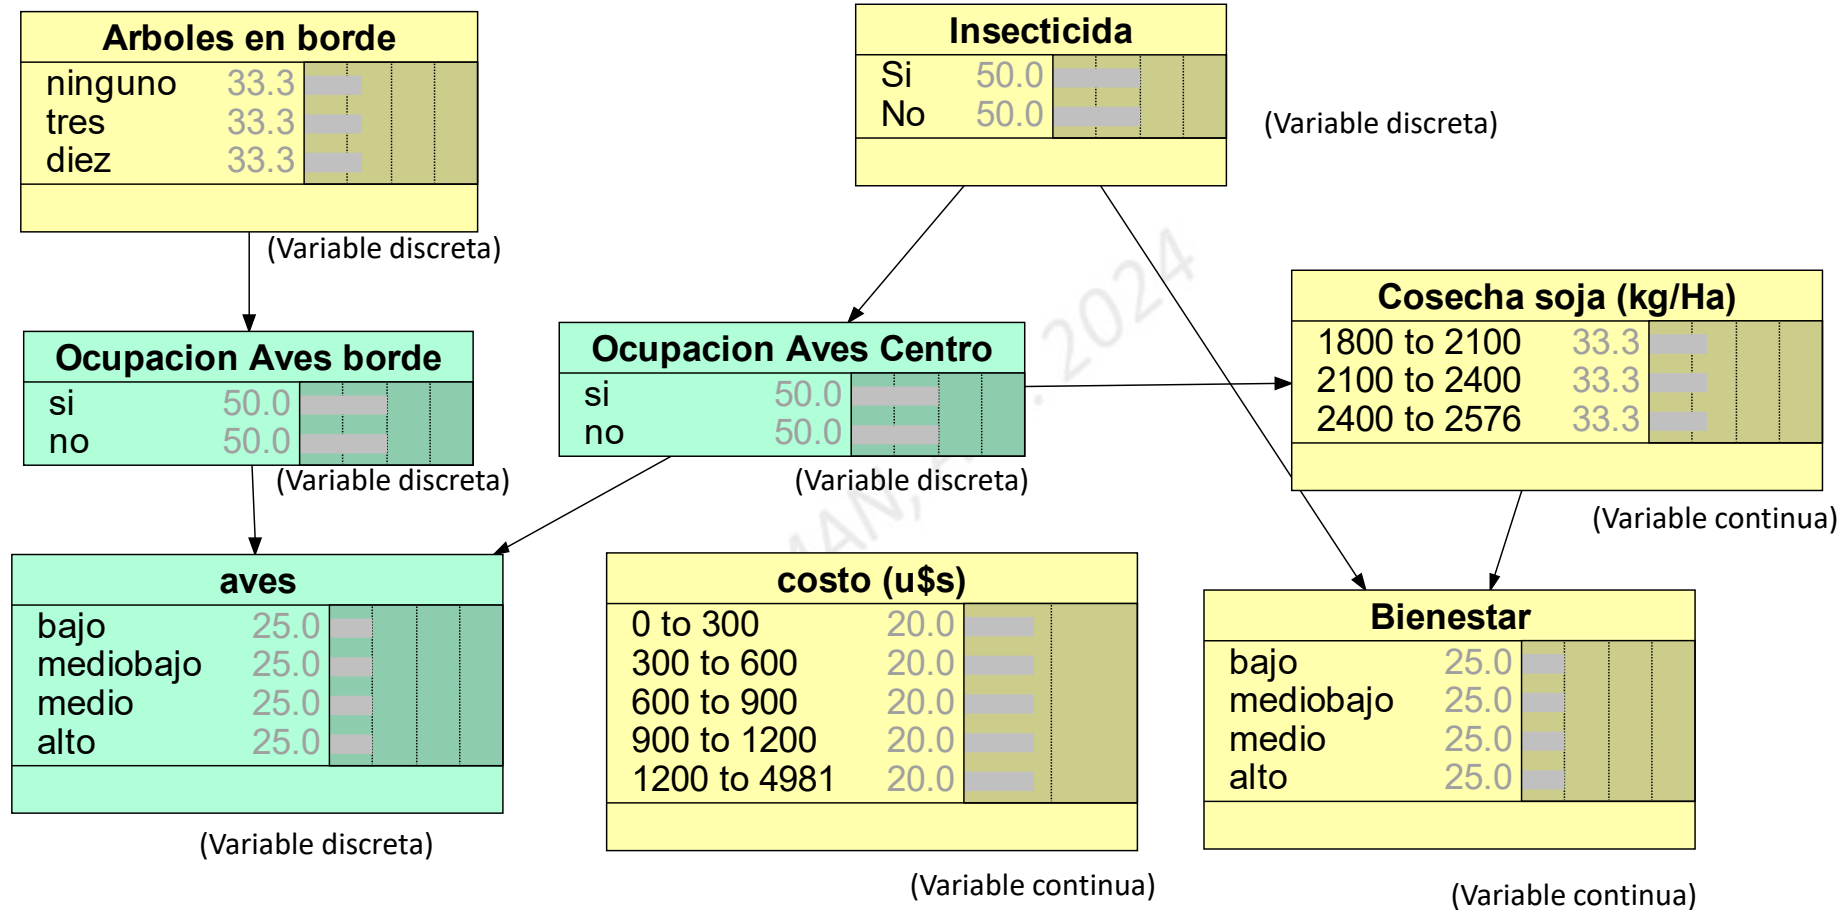 Arboles en borde
ninguno 33.3
tres 33.3
diez 33.3
(Variable discreta)
Insecticida
Si 50.0
No 50.0
(Variable discreta)
Ocupacion Aves borde
si 50.0
no 50.0
(Variable discreta)
Ocupacion Aves Centro
si 50.0
no 50.0
(Variable discreta)
Cosecha soja (kg/Ha)
1800 to 2100 33.3
2100 to 2400 33.3
2400 to 2576 33.3
(Variable continua)
aves
bajo 25.0
mediobajo 25.0
medio 25.0
alto 25.0
(Variable discreta)
costo (u$s)
0 to 300 20.0
300 to 600 20.0
600 to 900 20.0
900 to 1200 20.0
1200 to 4981 20.0
(Variable continua)
Bienestar
bajo 25.0
mediobajo 25.0
medio 25.0
alto 25.0
(Variable continua)
2024